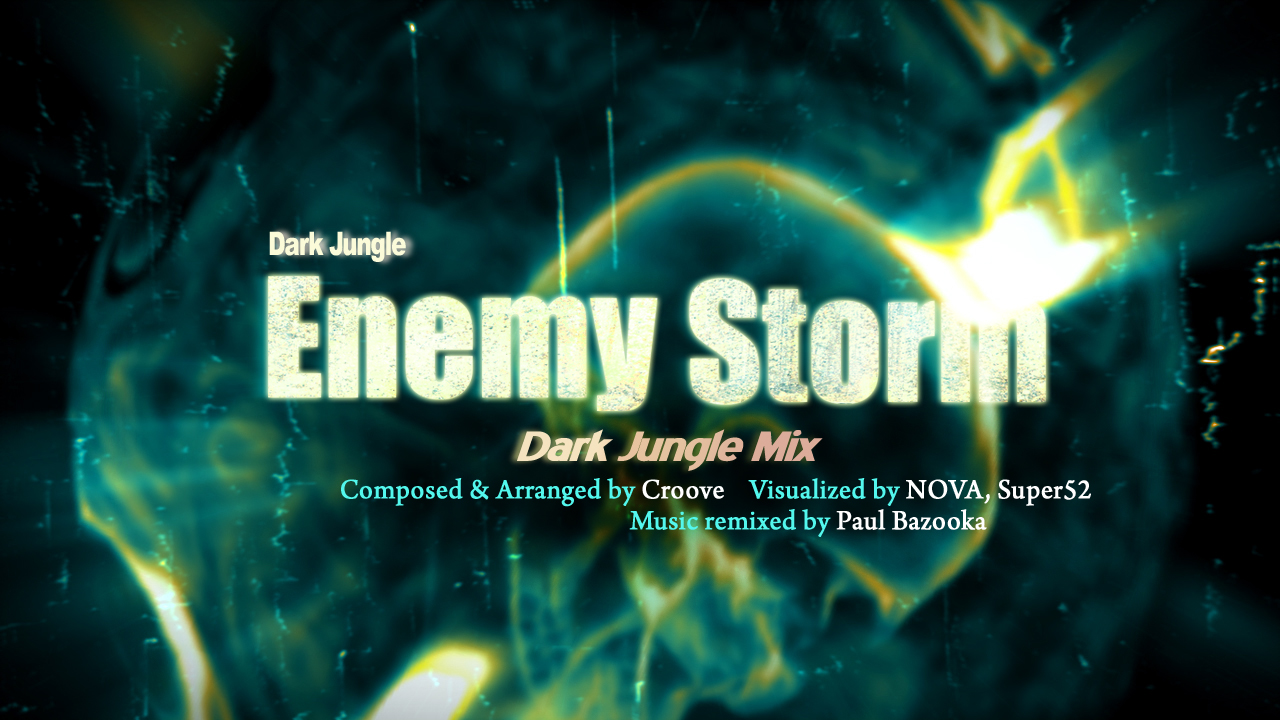 Dark Jungle
Enemy Storm
Dark Jungle Mix
Composed & Arranged by Croove Visualized by NOVA, Super52
Music remixed by Paul Bazooka